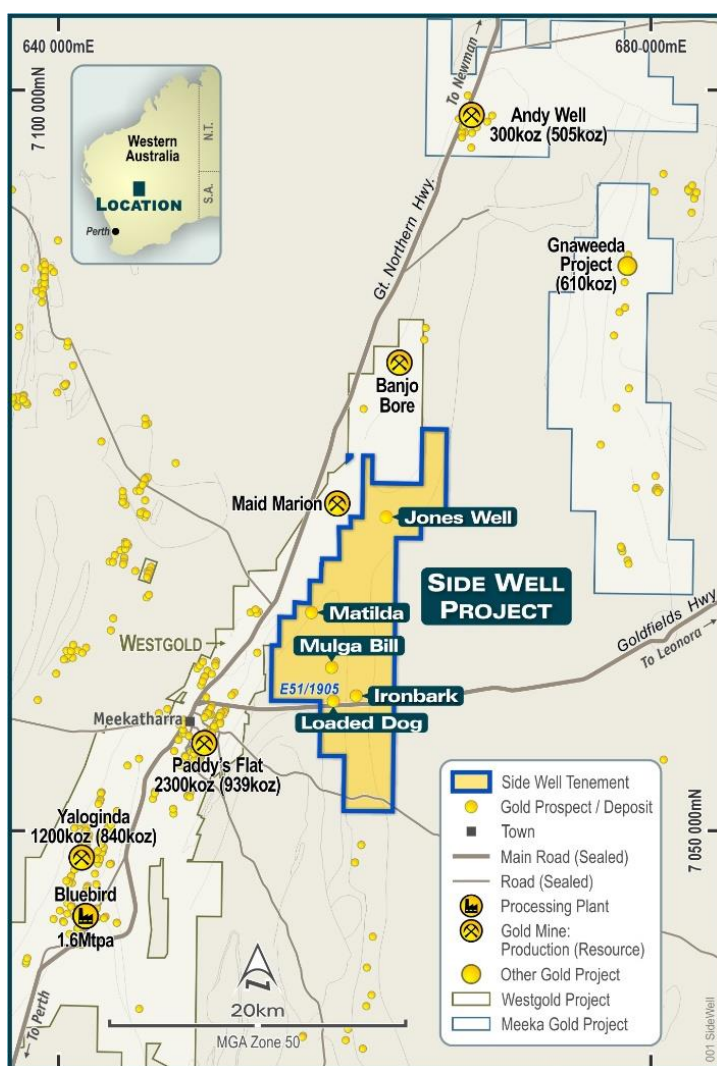 640 000mE
680 000mE
7 100 000mN
To Newman
Andy Well
300koz (505koz)
Western
Australia
N.T.
S.A.
LOCATION
Perth
Gt. Northern Hwy.
Gnaweeda
Project
(610koz)
Banjo
Bore
Maid Marion
Jones Well
SIDE WELL
PROJECT
Matilda
Goldfields Hwy
To Leonora
WESTGOLD
Mulga Bill
E51/1905
Ironbark
Loaded Dog
Meekatharra
Paddy's Flat
2300koz (939koz)
Yaloginda
1200koz (840koz)
7 050 000mN
Bluebird
1.6Mtpa
To Perth
20km
MGA Zone 50
Side Well Tenement
Gold Prospect / Deposit
Town
Main Road (Sealed)
Road (Sealed)
Processing Plant
Gold Mine:
Production (Resource)
Other Gold Project
Westgold Project
Meeka Gold Project
001 SideWell